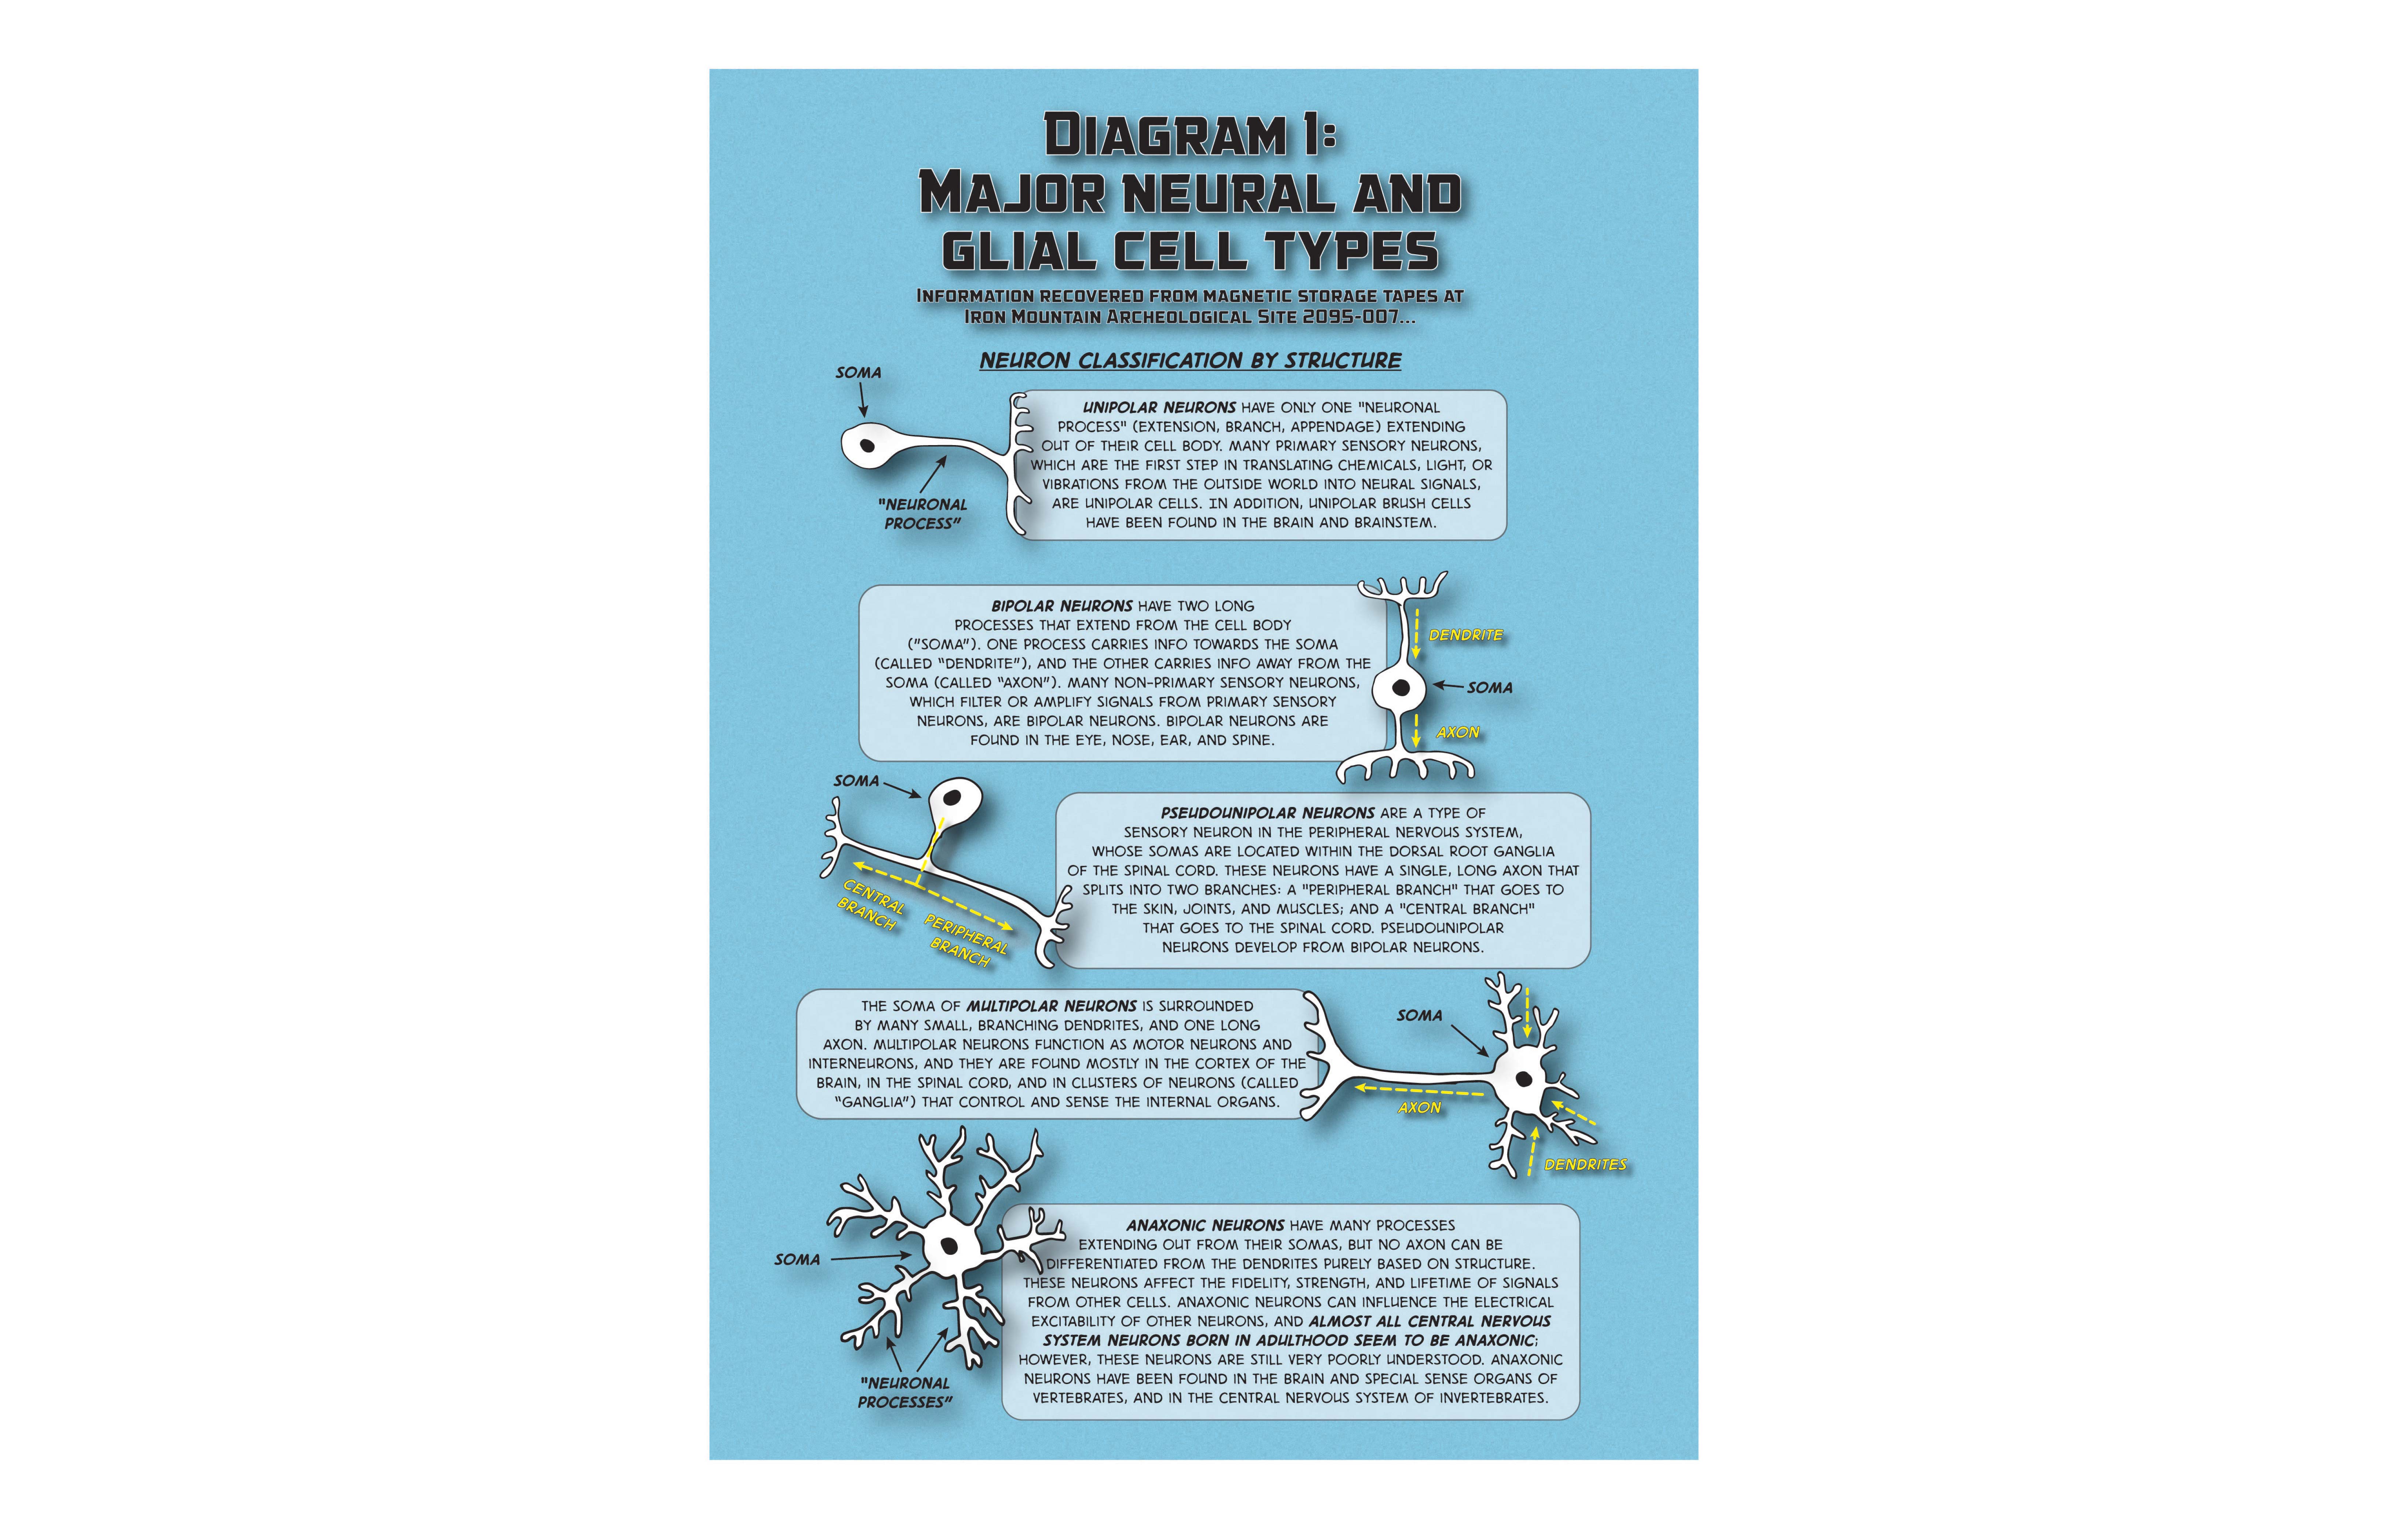 DIAGRAM 1:
MAJOR NEURAL AND
GLIAL CELL TYPES
INFORMATION RECOVERED FROM MAGNETIC STORAGE TAPES AT
IRON MOUNTAIN ARCHEOLOGICAL SITE 2095-007...
NEURON CLASSIFICATION BY STRUCTURE
SOMA
"NEURONAL
PROCESS"
UNIPOLAR NEURONS HAVE ONLY ONE "NEURONAL
PROCESS" (EXTENSION, BRANCH, APPENDAGE) EXTENDING
OUT OF THEIR CELL BODY. MANY PRIMARY SENSORY NEURONS,
WHICH ARE THE FIRST STEP IN TRANSLATING CHEMICALS, LIGHT, OR
VIBRATIONS FROM THE OUTSIDE WORLD INTO NEURAL SIGNALS,
ARE UNIPOLAR CELLS. IN ADDITION, UNIPOLAR BRUSH CELLS
HAVE BEEN FOUND IN THE BRAIN AND BRAINSTEM.
BIPOLAR NEURONS HAVE TWO LONG
PROCESSES THAT EXTEND FROM THE CELL BODY
("SOMA"). ONE PROCESS CARRIES INFO TOWARDS THE SOMA
(CALLED "DENDRITE"), AND THE OTHER CARRIES INFO AWAY FROM THE
SOMA (CALLED "AXON"). MANY NON-PRIMARY SENSORY NEURONS,
WHICH FILTER OR AMPLIFY SIGNALS FROM PRIMARY SENSORY
NEURONS, ARE BIPOLAR NEURONS. BIPOLAR NEURONS ARE
FOUND IN THE EYE, NOSE, EAR, AND SPINE.
DENDRITE
SOMA
AXON
SOMA
CENTRAL
BRANCH
PERIPHERAL
BRANCH
PSEUDOUNIPOLAR NEURONS ARE A TYPE OF
SENSORY NEURON IN THE PERIPHERAL NERVOUS SYSTEM,
WHOSE SOMAS ARE LOCATED WITHIN THE DORSAL ROOT GANGLIA
OF THE SPINAL CORD. THESE NEURONS HAVE A SINGLE, LONG AXON THAT
SPLITS INTO TWO BRANCHES: A "PERIPHERAL BRANCH" THAT GOES TO
THE SKIN, JOINTS, AND MUSCLES; AND A "CENTRAL BRANCH"
THAT GOES TO THE SPINAL CORD. PSEUDOUNIPOLAR
NEURONS DEVELOP FROM BIPOLAR NEURONS.
THE SOMA OF MULTIPOLAR NEURONS IS SURROUNDED
BY MANY SMALL, BRANCHING DENDRITES, AND ONE LONG
AXON. MULTIPOLAR NEURONS FUNCTION AS MOTOR NEURONS AND
INTERNEURONS, AND THEY ARE FOUND MOSTLY IN THE CORTEX OF THE
BRAIN, IN THE SPINAL CORD, AND IN CLUSTERS OF NEURONS (CALLED
"GANGLIA") THAT CONTROL AND SENSE THE INTERNAL ORGANS.
SOMA
AXON
DENDRITES
SOMA
"NEURONAL
PROCESSES"
ANAXONIC NEURONS HAVE MANY PROCESSES
EXTENDING OUT FROM THEIR SOMAS, BUT NO AXON CAN BE
DIFFERENTIATED FROM THE DENDRITES PURELY BASED ON STRUCTURE.
THESE NEURONS AFFECT THE FIDELITY, STRENGTH, AND LIFETIME OF SIGNALS
FROM OTHER CELLS. ANAXONIC NEURONS CAN INFLUENCE THE ELECTRICAL
EXCITABILITY OF OTHER NEURONS, AND ALMOST ALL CENTRAL NERVOUS
SYSTEM NEURONS BORN IN ADULTHOOD SEEM TO BE ANAXONIC;
HOWEVER, THESE NEURONS ARE STILL VERY POORLY UNDERSTOOD. ANAXONIC
NEURONS HAVE BEEN FOUND IN THE BRAIN AND SPECIAL SENSE ORGANS OF
VERTEBRATES, AND IN THE CENTRAL NERVOUS SYSTEM OF INVERTEBRATES.